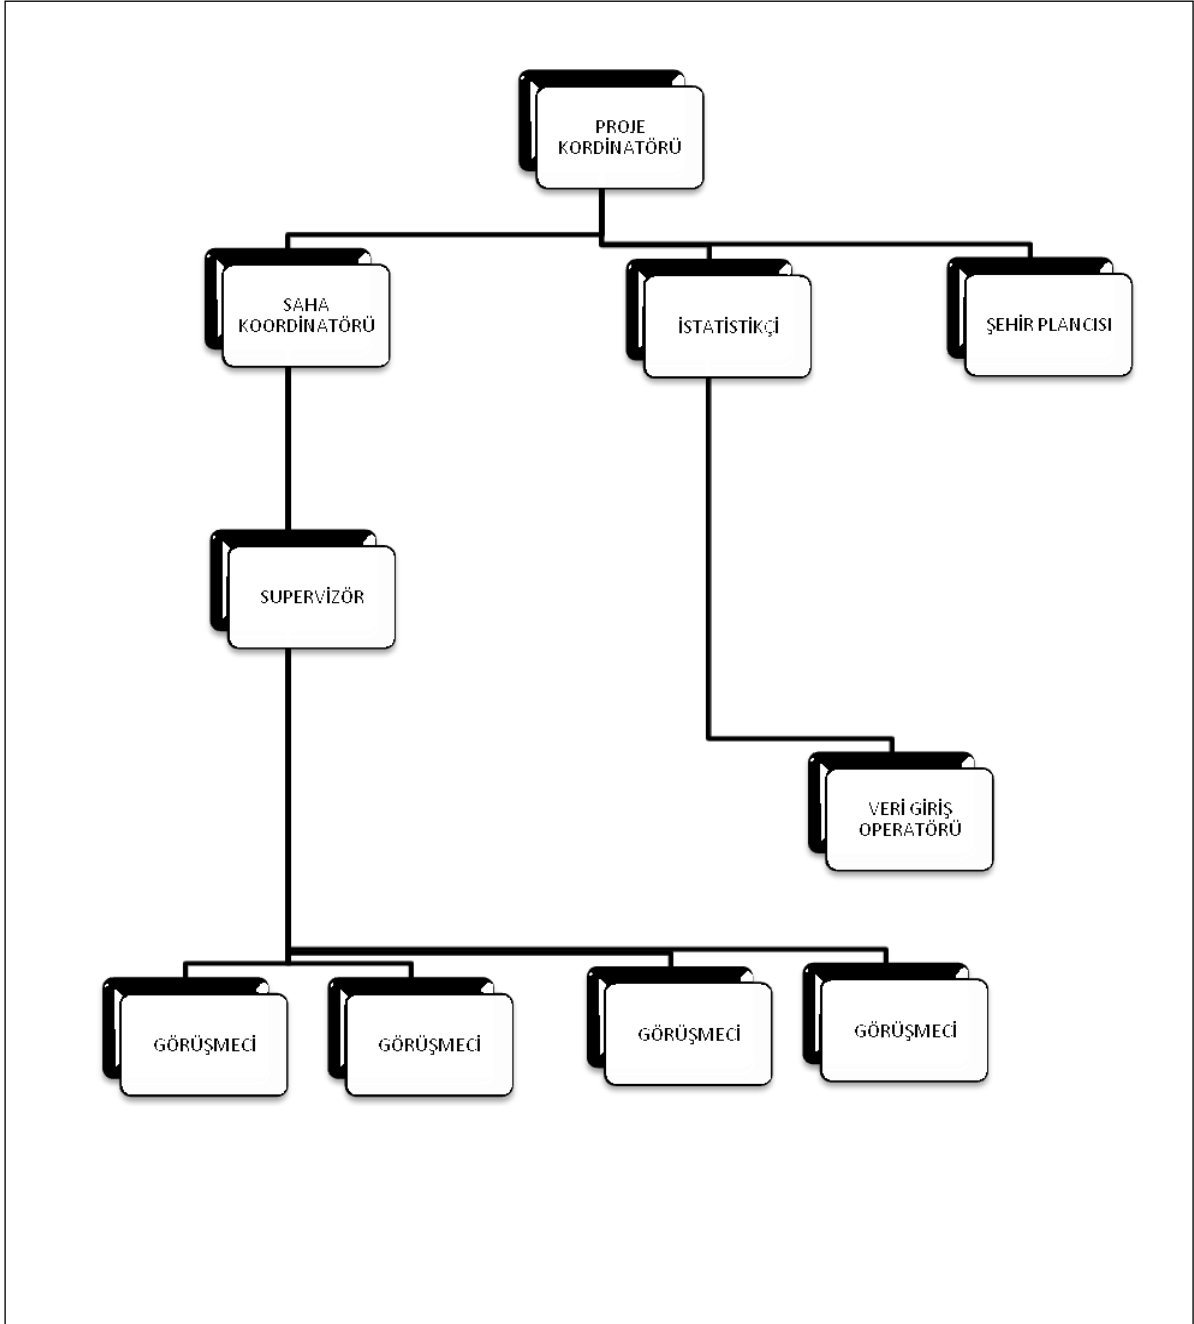 PROJE
KORDİNATÖRÜ
SAHA
KOORDİNATÖRÜ
İSTATİSTİKÇİ
ŞEHİR PLANCISI
SUPERVİZÖR
VERİ GİRİŞ
OPERATÖRÜ
GÖRÜŞMECİ
GÖRÜŞMECİ
GÖRÜŞMECİ
GÖRÜŞMECİ